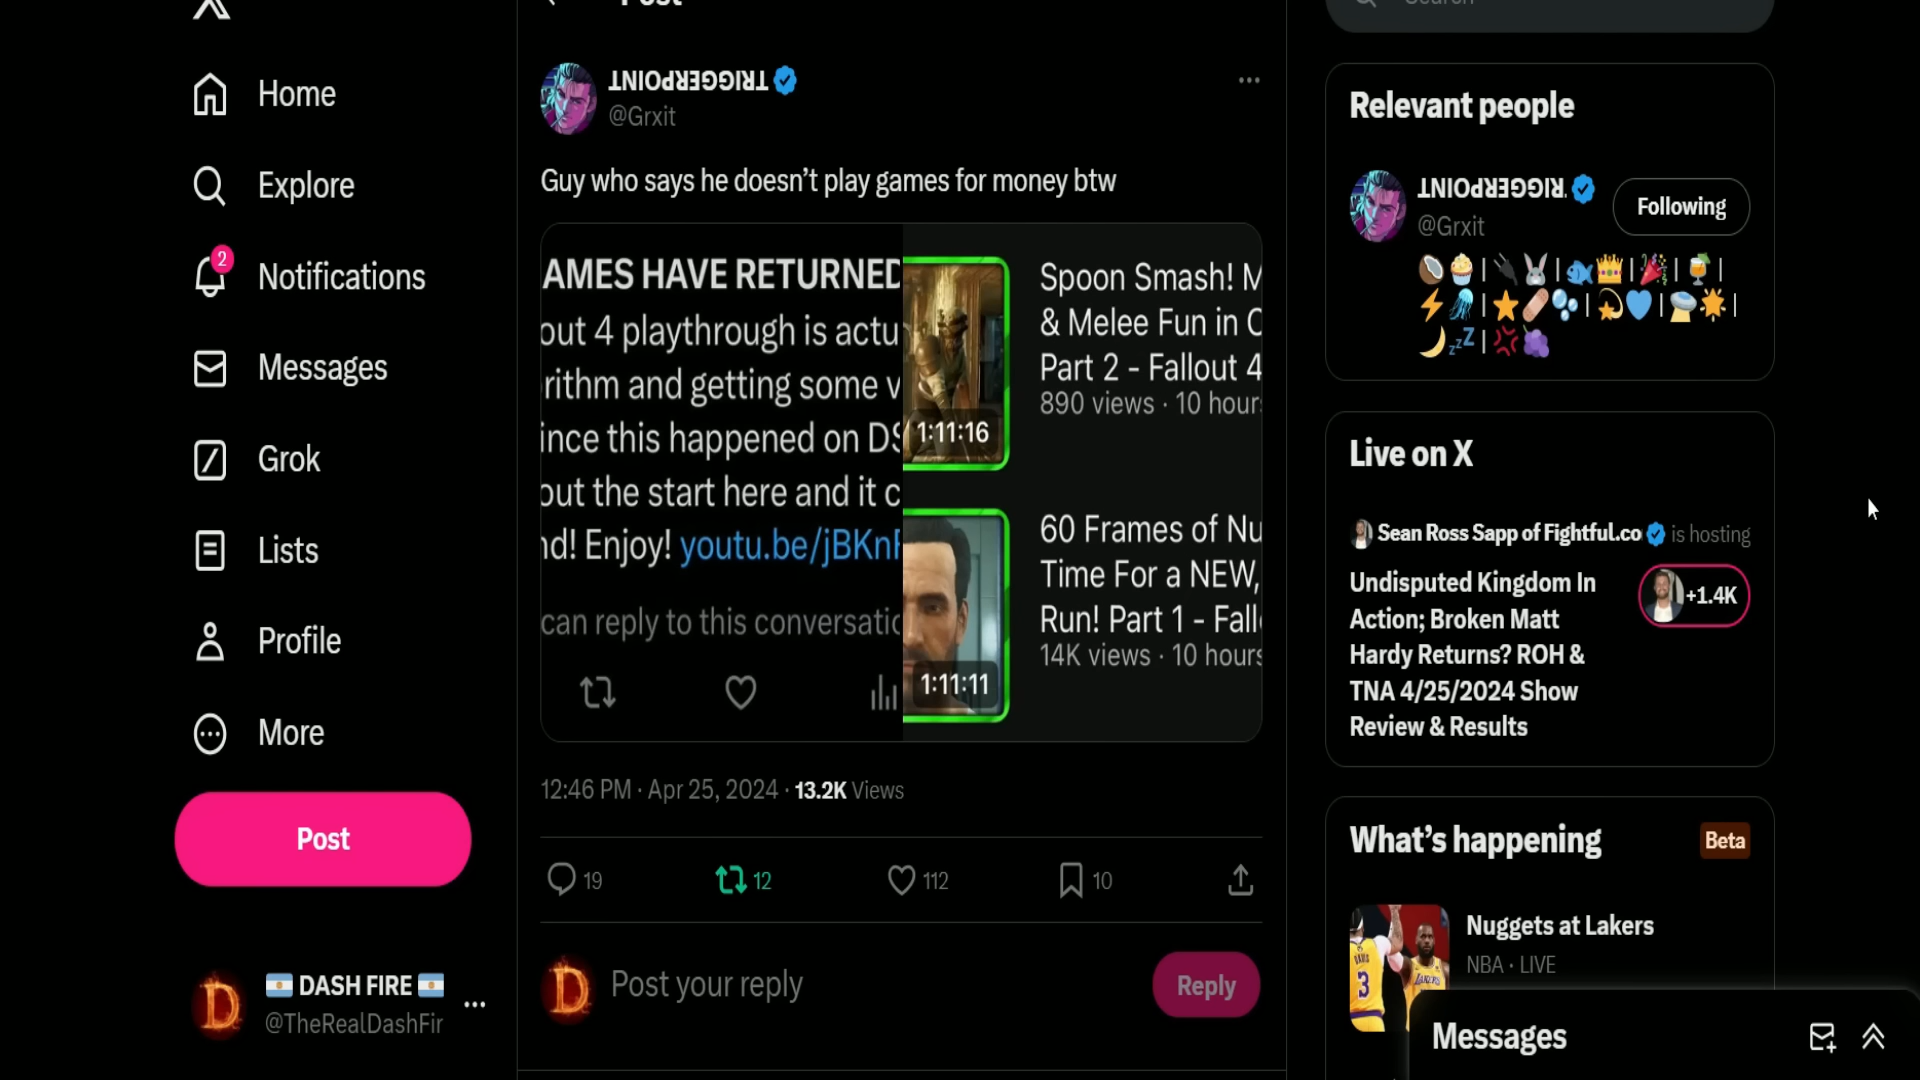 Post
Search
Home
Explore
2
Notifications
Messages
Grok
Lists
Profile
More
Post
DASH FIRE
@TheRealDashFir
TRIGGERPOINT
@Grxit
Guy who says he doesn’t play games for money btw
AMES HAVE RETURNED
out 4 playthrough is actu
rithm and getting some v
ince this happened on DS
out the start here and it c
nd! Enjoy! youtu.be/jBKn
can reply to this conversatio
1:11:16
Spoon Smash! M
& Melee Fun in C
Part 2 - Fallout 4
890 views · 10 hour
1:11:11
60 Frames of Nu
Time For a NEW,
Run! Part 1 - Fall
14K views · 10 hours
12:46 PM · Apr 25, 2024 · 13.2K Views
19
12
112
10
Post your reply
Reply
Relevant people
TRIGGERPOINT
@Grxit
Following
Live on X
Sean Ross Sapp of Fightful.co is hosting
Undisputed Kingdom In
Action; Broken Matt
Hardy Returns? ROH &
TNA 4/25/2024 Show
Review & Results
+1.4K
What’s happening
Beta
Nuggets at Lakers
NBA · LIVE
Messages